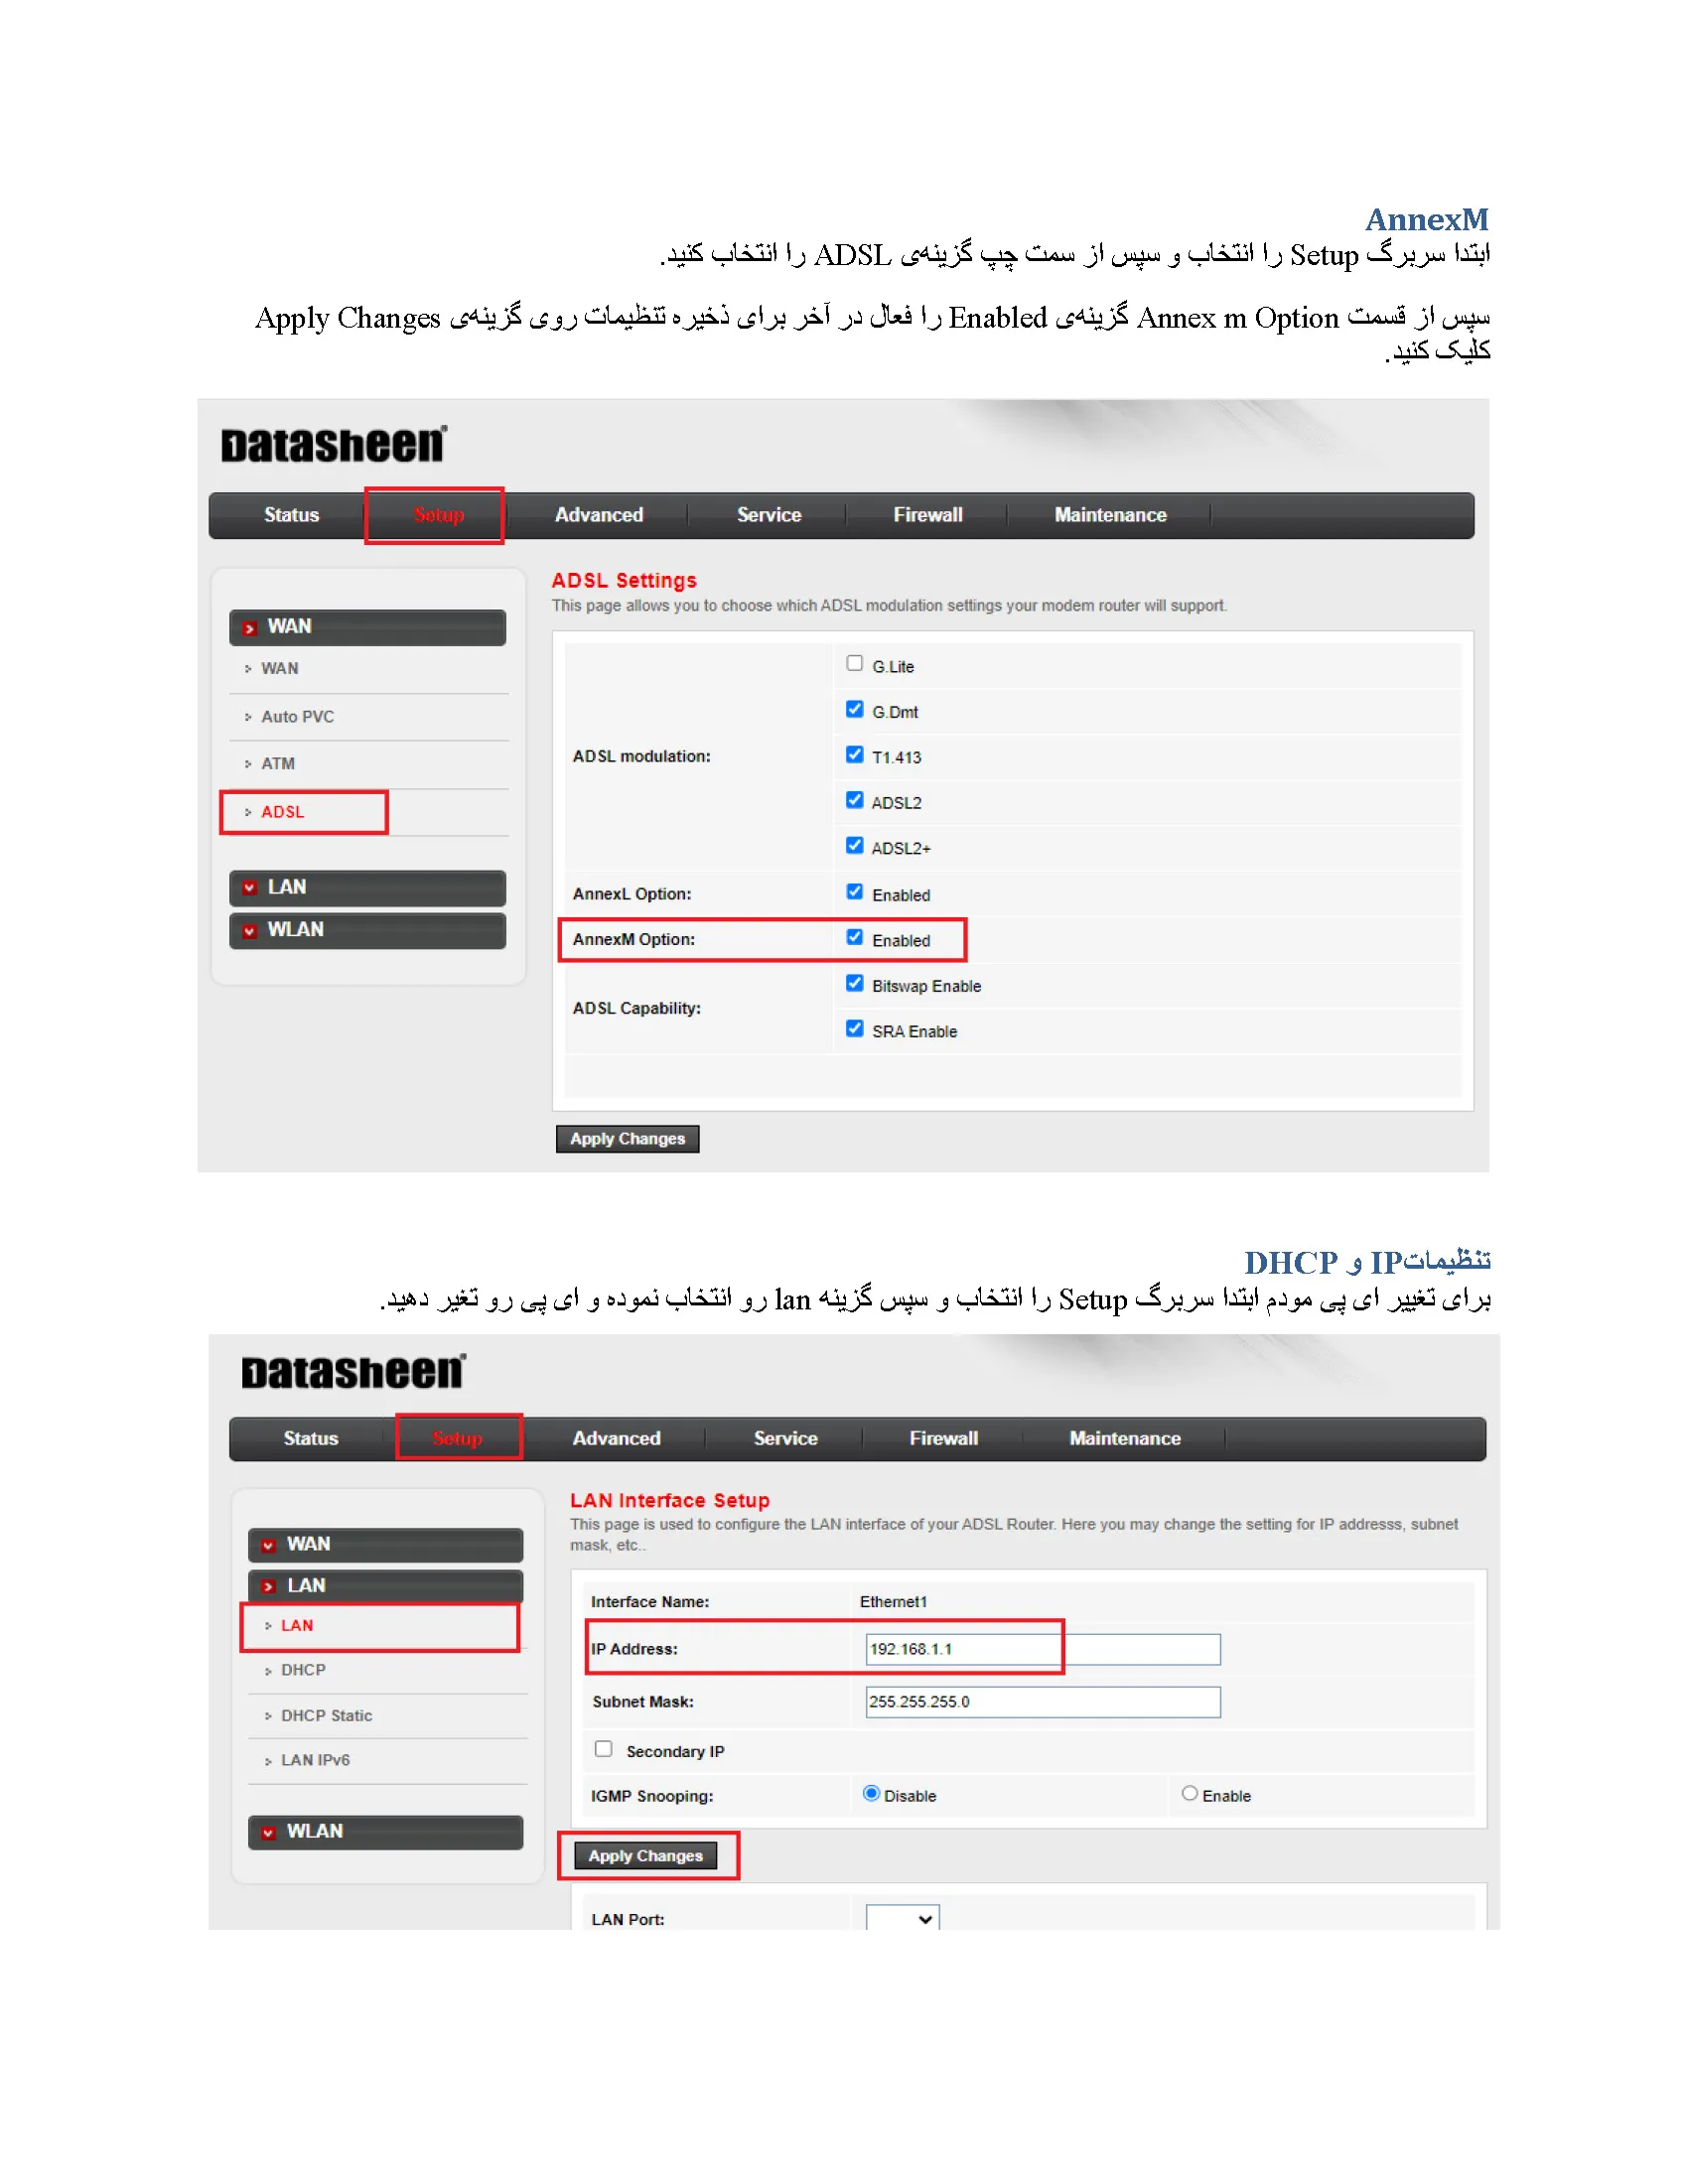 AnnexM
ابتدا سربرگ Setup را انتخاب و سپس از سمت چپ گزینه‌ی ADSL را انتخاب کنید.
سپس از قسمت Annex m Option گزینه‌ی Enabled را فعال در آخر برای ذخیره تنظیمات روی گزینه‌ی Apply Changes
کلیک کنید.
Datasheen
Status Setup Advanced Service Firewall Maintenance
ADSL Settings
This page allows you to choose which ADSL modulation settings your modem router will support.
WAN
WAN
Auto PVC
ATM
ADSL
LAN
WLAN
ADSL modulation:
G.Lite
G.Dmt
T1.413
ADSL2
ADSL2+
AnnexL Option: Enabled
AnnexM Option: Enabled
ADSL Capability:
Bitswap Enable
SRA Enable
Apply Changes
تنظیماتIP و DHCP
برای تغییر ای پی مودم ابتدا سربرگ Setup را انتخاب و سپس گزینه lan رو انتخاب نموده و ای پی رو تغیر دهید.
Datasheen
Status Setup Advanced Service Firewall Maintenance
LAN Interface Setup
This page is used to configure the LAN interface of your ADSL Router. Here you may change the setting for IP addresss, subnet
mask, etc..
WAN
LAN
LAN
DHCP
DHCP Static
LAN IPv6
WLAN
Interface Name: Ethernet1
IP Address: 192.168.1.1
Subnet Mask: 255.255.255.0
Secondary IP
IGMP Snooping: Disable Enable
Apply Changes
LAN Port: